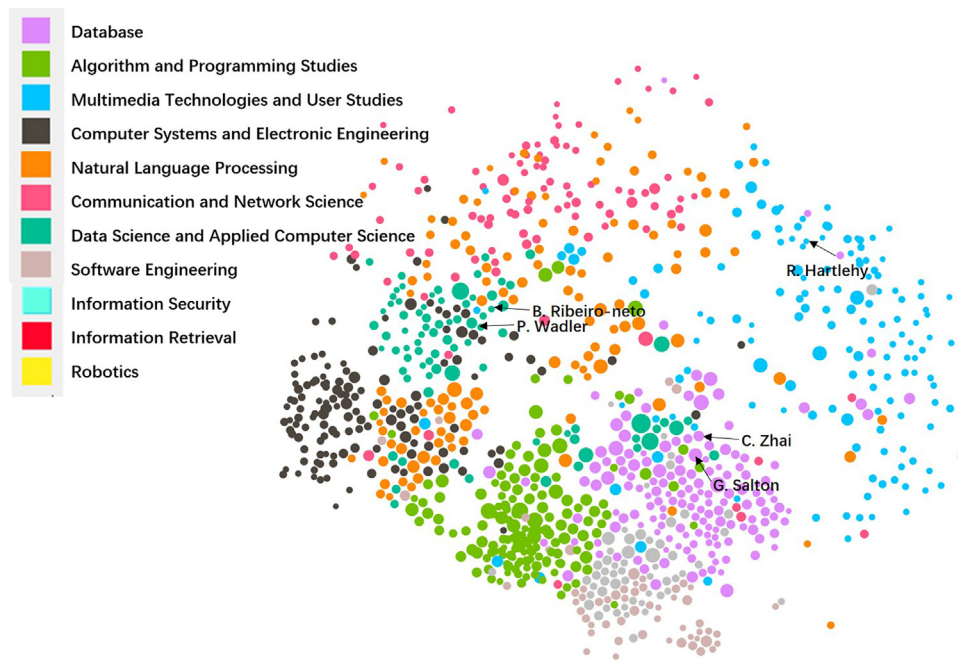 Database
Algorithm and Programming Studies
Multimedia Technologies and User Studies
Computer Systems and Electronic Engineering
Natural Language Processing
Communication and Network Science
Data Science and Applied Computer Science
Software Engineering
Information Security
Information Retrieval
Robotics
R. Hartlehy
B. Ribeiro-neto
P. Wadler
C. Zhai
G. Salton